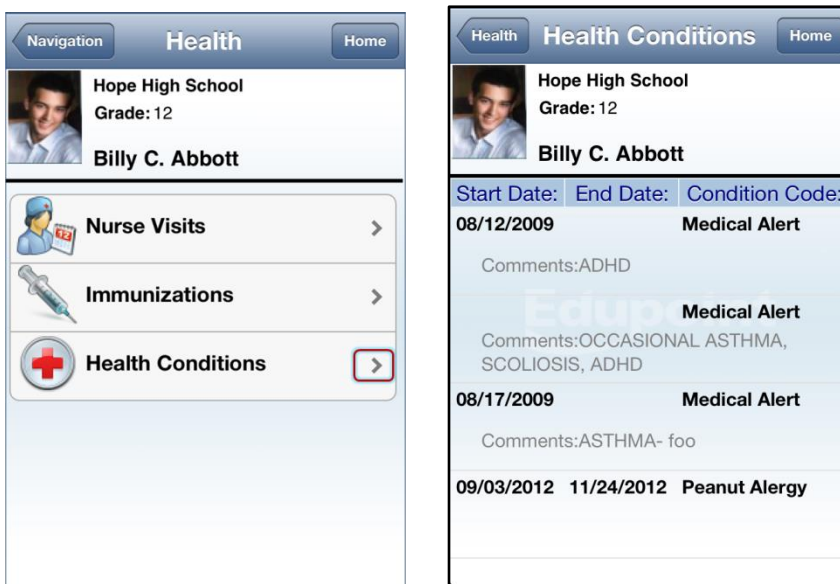 Navigation Health Home
Hope High School
Grade: 12
Billy C. Abbott
12
Nurse Visits
Immunizations
Health Conditions
Health Health Conditions Home
Hope High School
Grade: 12
Billy C. Abbott
Start Date: End Date: Condition Code:
08/12/2009 Medical Alert
Comments:ADHD
Edupoint
Medical Alert
Comments:OCCASIONAL ASTHMA,
SCOLIOSIS, ADHD
08/17/2009 Medical Alert
Comments:ASTHMA- foo
09/03/2012 11/24/2012 Peanut Alergy